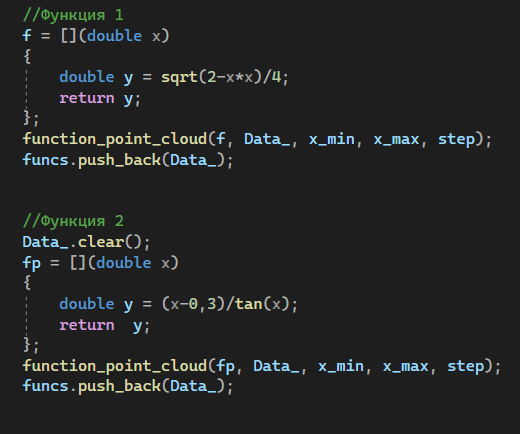 //Функция 1
f = [](double x)
{
double y = sqrt(2-x*x)/4;
return y;
};
function_point_cloud(f, Data_, x_min, x_max, step);
funcs.push_back(Data_);
//Функция 2
Data_.clear();
fp = [](double x)
{
double y = (x-0,3)/tan(x);
return  y;
};
function_point_cloud(fp, Data_, x_min, x_max, step);
funcs.push_back(Data_);